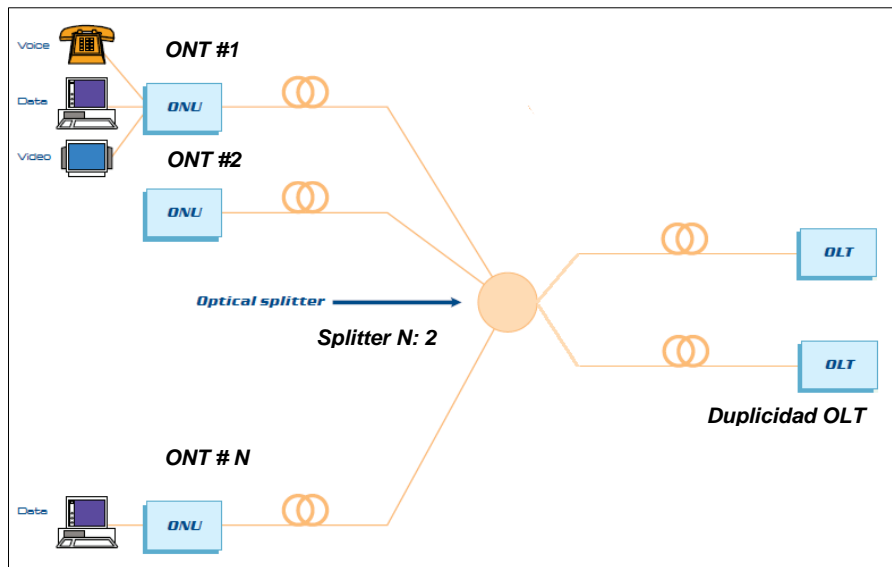 Voice
ONT #1
Data
ONU
Video
ONT #2
ONU
OLT
Optical splitter
Splitter N: 2
OLT
Duplicidad OLT
ONT # N
Data
ONU